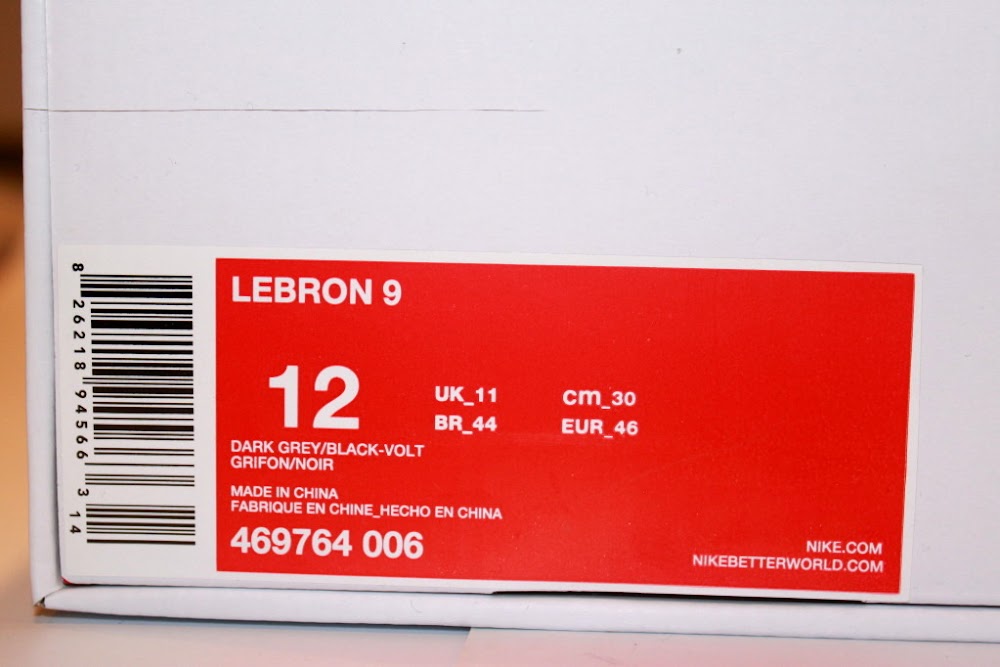 LEBRON 9
12
UK_11 cm_30
BR_44 EUR_46
DARK GREY/BLACK-VOLT
GRIFON/NOIR
MADE IN CHINA
FABRIQUE EN CHINE_HECHO EN CHINA
469764 006
NIKE.COM
NIKEBETTERWORLD.COM
8 26218 94566 3 14